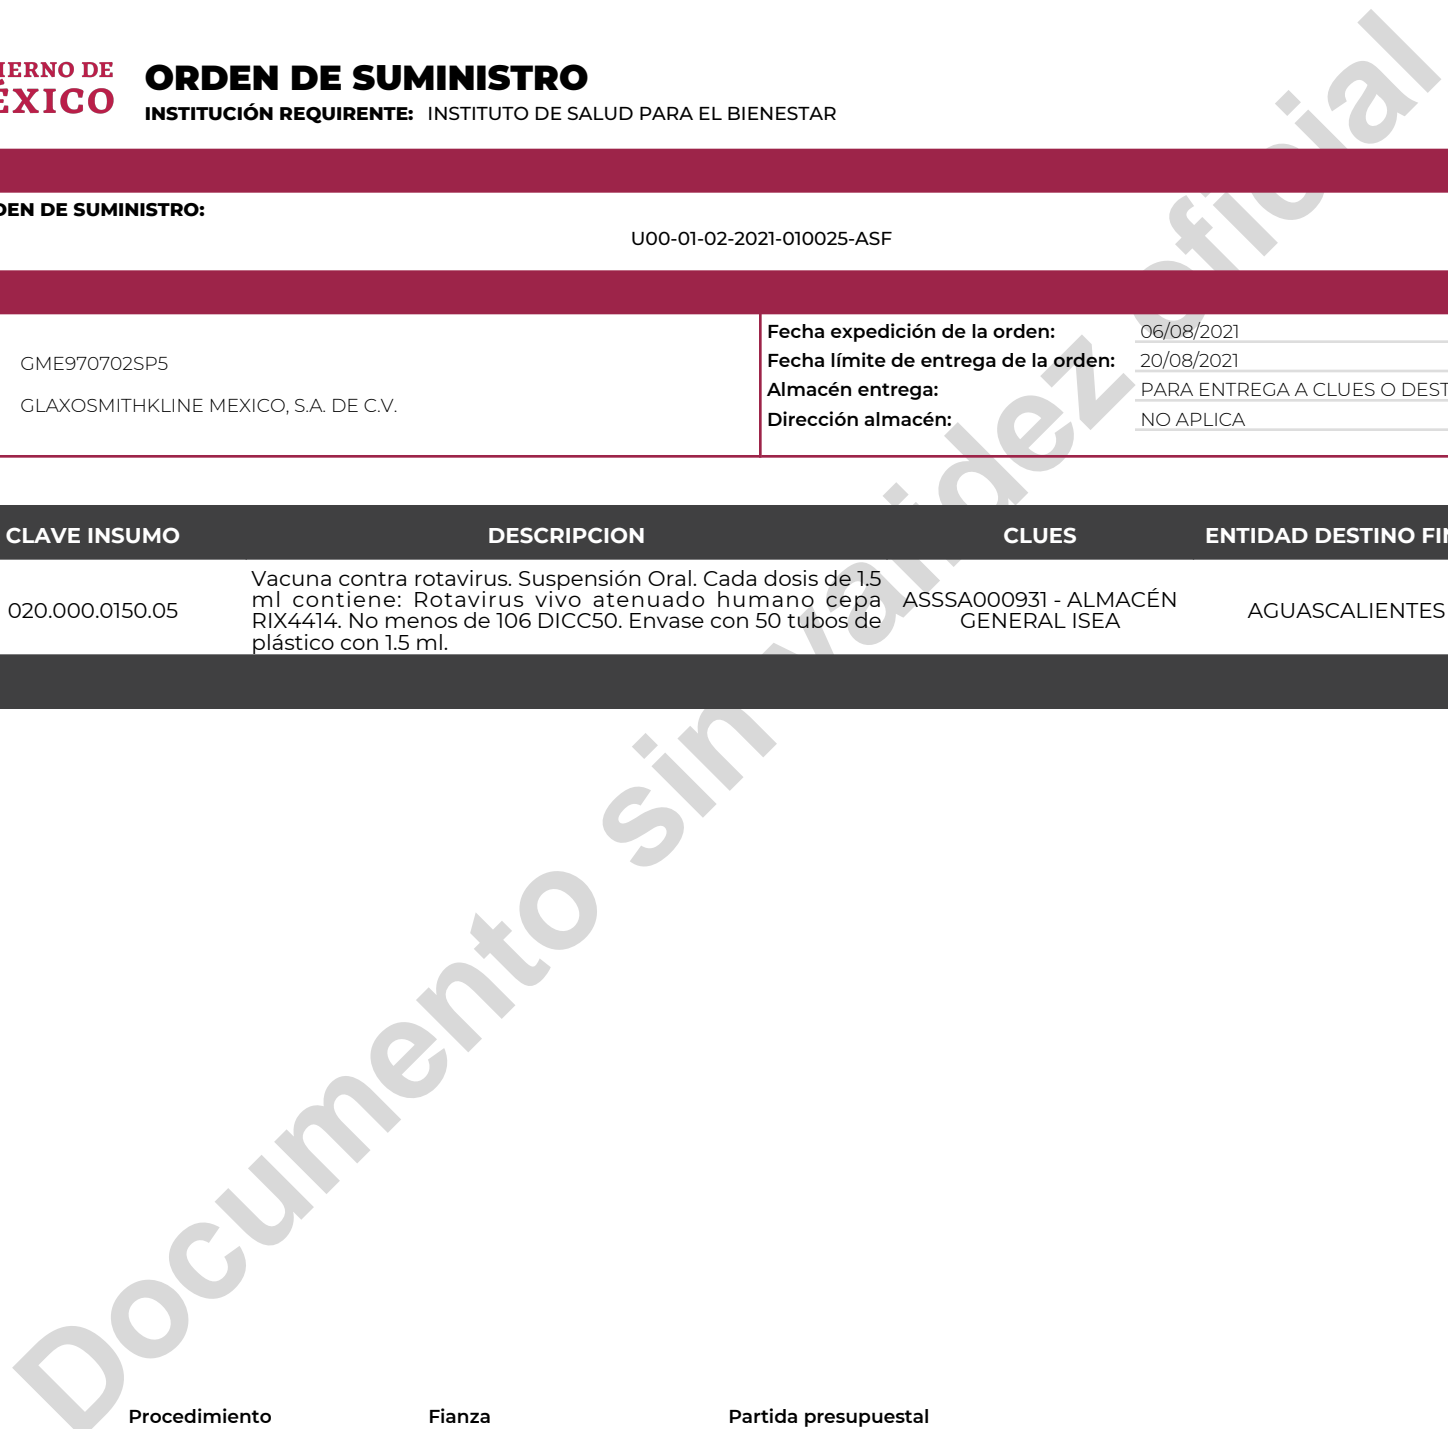 IERNO DE
ÉXICO
ORDEN DE SUMINISTRO
INSTITUCIÓN REQUIRENTE: INSTITUTO DE SALUD PARA EL BIENESTAR
DEN DE SUMINISTRO:
U00-01-02-2021-010025-ASF
GME970702SP5
GLAXOSMITHKLINE MEXICO, S.A. DE C.V.
Fecha expedición de la orden: 06/08/2021
Fecha límite de entrega de la orden: 20/08/2021
Almacén entrega: PARA ENTREGA A CLUES O DEST
Dirección almacén: NO APLICA
CLAVE INSUMO DESCRIPCION CLUES ENTIDAD DESTINO FIN
020.000.0150.05
Vacuna contra rotavirus. Suspensión Oral. Cada dosis de 1.5
ml contiene: Rotavirus vivo atenuado humano cepa
RIX4414. No menos de 106 DICC50. Envase con 50 tubos de
plástico con 1.5 ml.
ASSSA000931 - ALMACÉN
GENERAL ISEA
AGUASCALIENTES
Documento sin validez oficial
Procedimiento Fianza Partida presupuestal